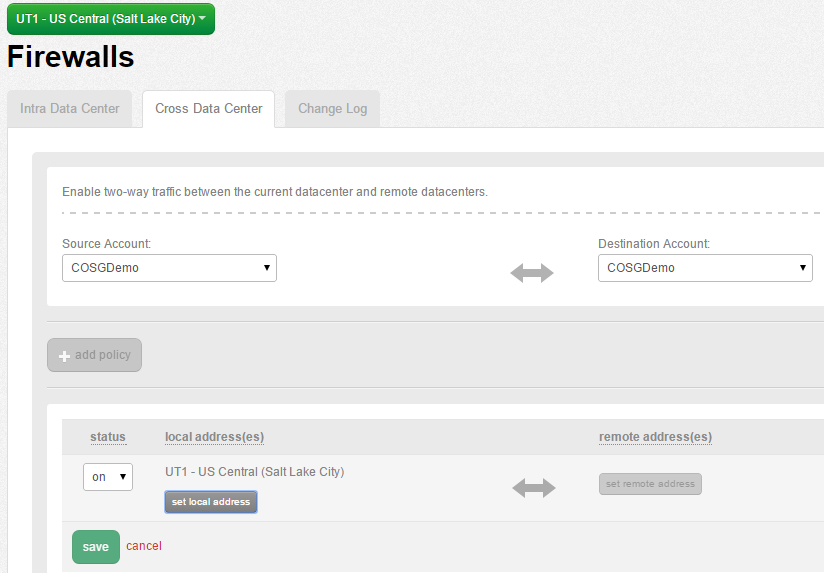 UT1 - US Central (Salt Lake City)
Firewalls
Intra Data Center
Cross Data Center
Change Log
Enable two-way traffic between the current datacenter and remote datacenters.
Source Account:
Destination Account:
COSGDemo
COSGDemo
add policy
status
local address(es)
remote address(es)
on
UT1 - US Central (Salt Lake City)
set local address
set remote address
save
cancel